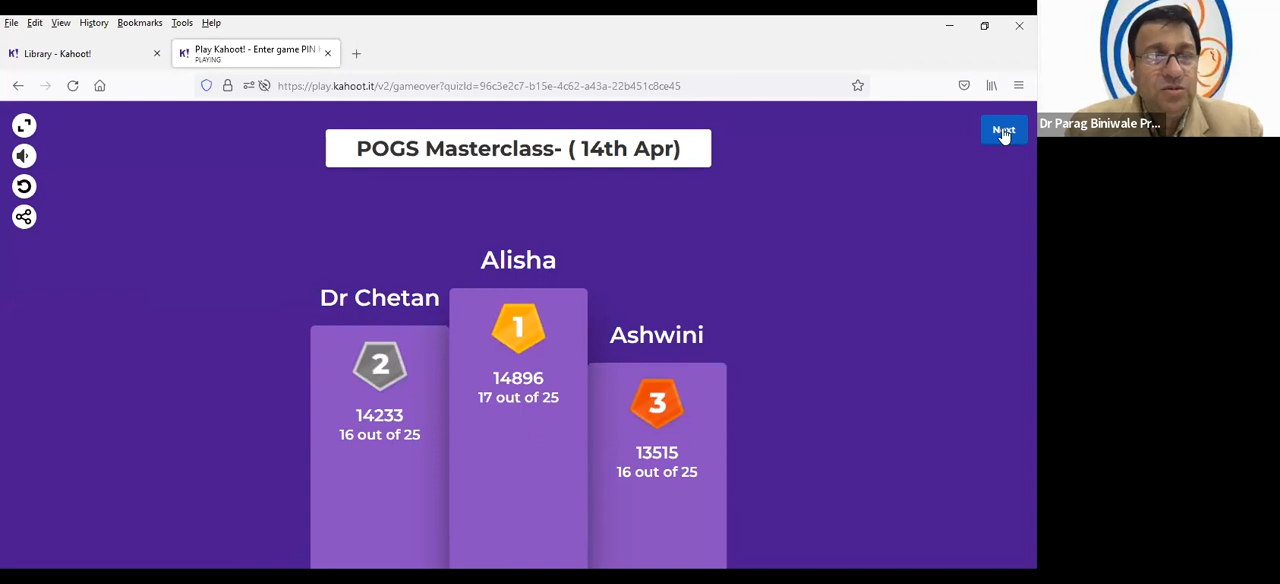 File Edit View History Bookmarks Tools Help
K! Library - Kahoot!
K! Play Kahoot! - Enter game PIN
PLAYING
https://play.kahoot.it/v2/gameover?quizId=96c3e2c7-b15e-4c62-a43a-22b451c8ce45
Dr Parag Biniwale Pr...
Next
POGS Masterclass- ( 14th Apr)
Alisha
Dr Chetan
Ashwini
1
14896
17 out of 25
2
14233
16 out of 25
3
13515
16 out of 25